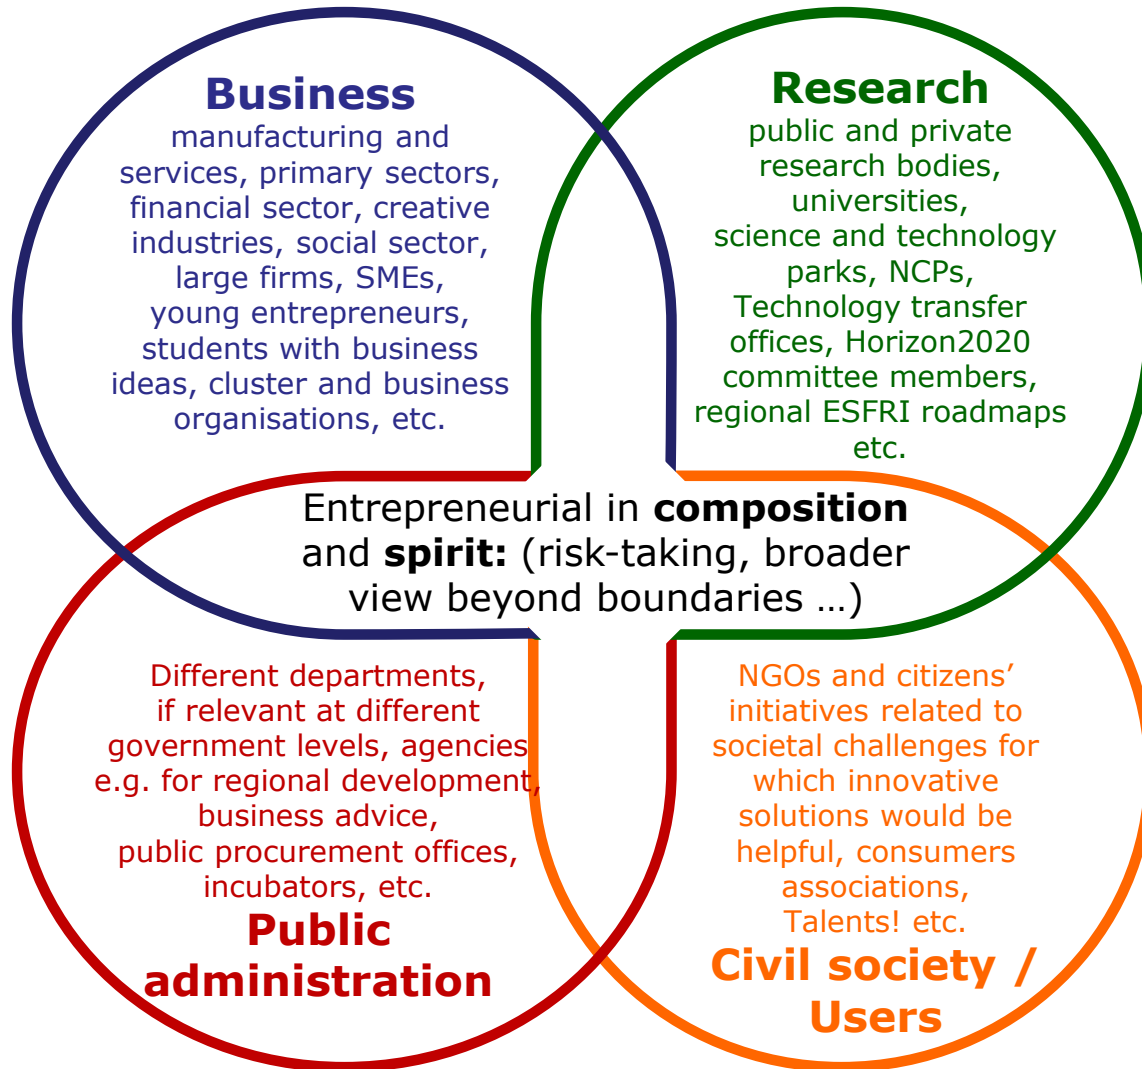 Business
manufacturing and
services, primary sectors,
financial sector, creative
industries, social sector,
large firms, SMEs,
young entrepreneurs,
students with business
ideas, cluster and business
organisations, etc.
Research
public and private
research bodies,
universities,
science and technology
parks, NCPs,
Technology transfer
offices, Horizon2020
committee members,
regional ESFRI roadmaps
etc.
Entrepreneurial in composition
and spirit: (risk-taking, broader
view beyond boundaries …)
Different departments,
if relevant at different
government levels, agencies
e.g. for regional development,
business advice,
public procurement offices,
incubators, etc.
Public
administration
NGOs and citizens’
initiatives related to
societal challenges for
which innovative
solutions would be
helpful, consumers
associations,
Talents! etc.
Civil society /
Users